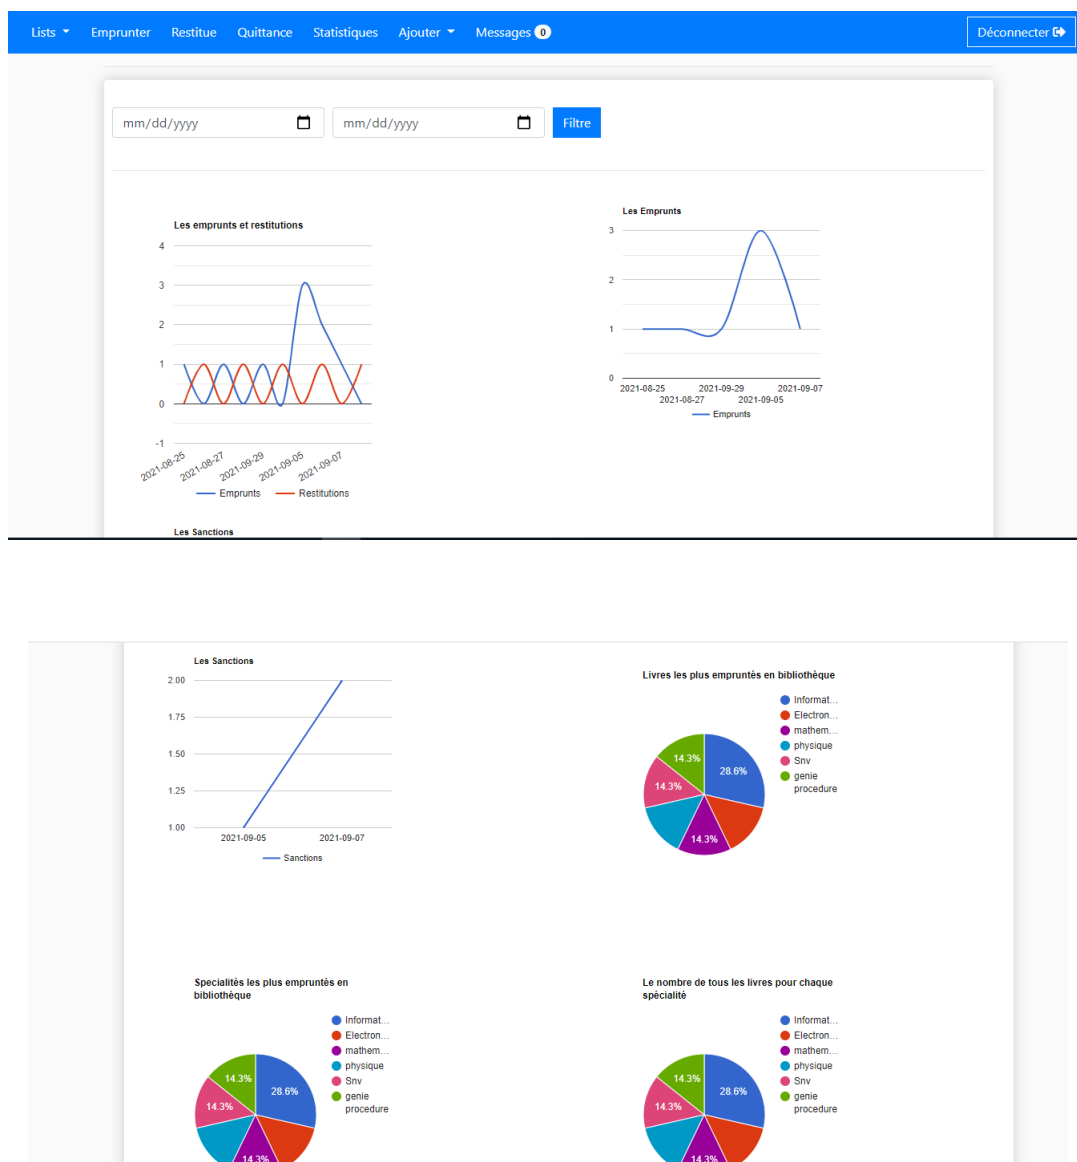 Lists Emprunter Restitue Quittance Statistiques Ajouter Messages 0 Déconnecter
mm/dd/yyyy mm/dd/yyyy Filtre
Les emprunts et restitutions
4
3
2
1
0
-1
2021-08-25 2021-08-27 2021-09-29 2021-09-05 2021-09-07
Emprunts Restitutions
Les Emprunts
3
2
1
0
2021-08-25 2021-09-29 2021-09-07
2021-08-27 2021-09-05
Emprunts
Les Sanctions
Les Sanctions
2.00
1.75
1.50
1.25
1.00
2021-09-05 2021-09-07
Sanctions
Livres les plus empruntés en bibliothèque
Informat...
Electron...
mathem...
physique
Snv
genie
procedure
14.3%
28.6%
14.3%
14.3%
Specialités les plus empruntés en
bibliothèque
Informat...
Electron...
mathem...
physique
Snv
genie
procedure
14.3%
28.6%
14.3%
14.3%
Le nombre de tous les livres pour chaque
spécialité
Informat...
Electron...
mathem...
physique
Snv
genie
procedure
14.3%
28.6%
14.3%
14.3%